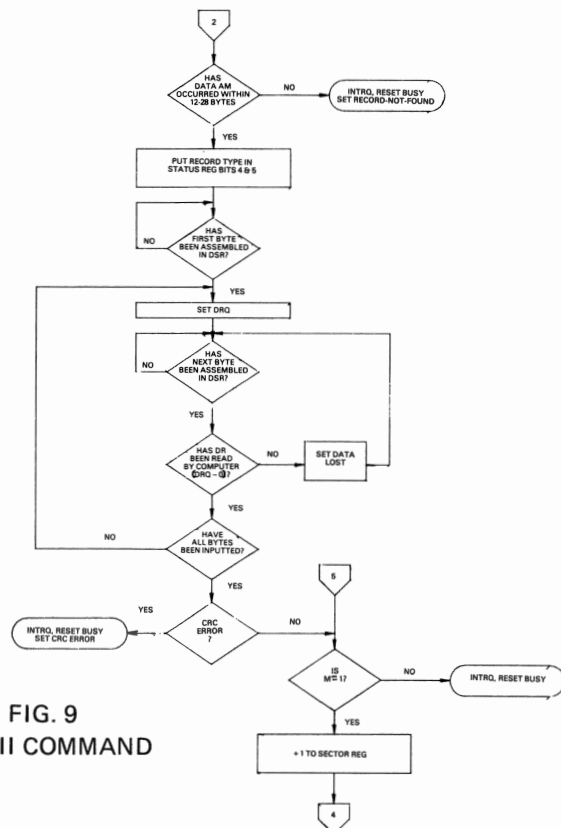 2
HAS
DATA AM
OCCURRED WITHIN
12-28 BYTES
NO
INTRQ, RESET BUSY
SET RECORD-NOT-FOUND
YES
PUT RECORD TYPE IN
STATUS REG BITS 4 & 5
HAS
FIRST BYTE
BEEN ASSEMBLED
IN DSR?
NO
YES
SET DRQ
HAS
NEXT BYTE
BEEN ASSEMBLED
IN DSR?
NO
YES
HAS DR
BEEN READ
BY COMPUTER
(DRQ – 0)?
NO
SET DATA
LOST
YES
HAVE
ALL BYTES
BEEN INPUTTED?
NO
YES
5
CRC
ERROR
?
YES
INTRQ, RESET BUSY
SET CRC ERROR
NO
IS
M = 1?
NO
INTRQ, RESET BUSY
YES
+ 1 TO SECTOR REG
4
FIG. 9
II COMMAND